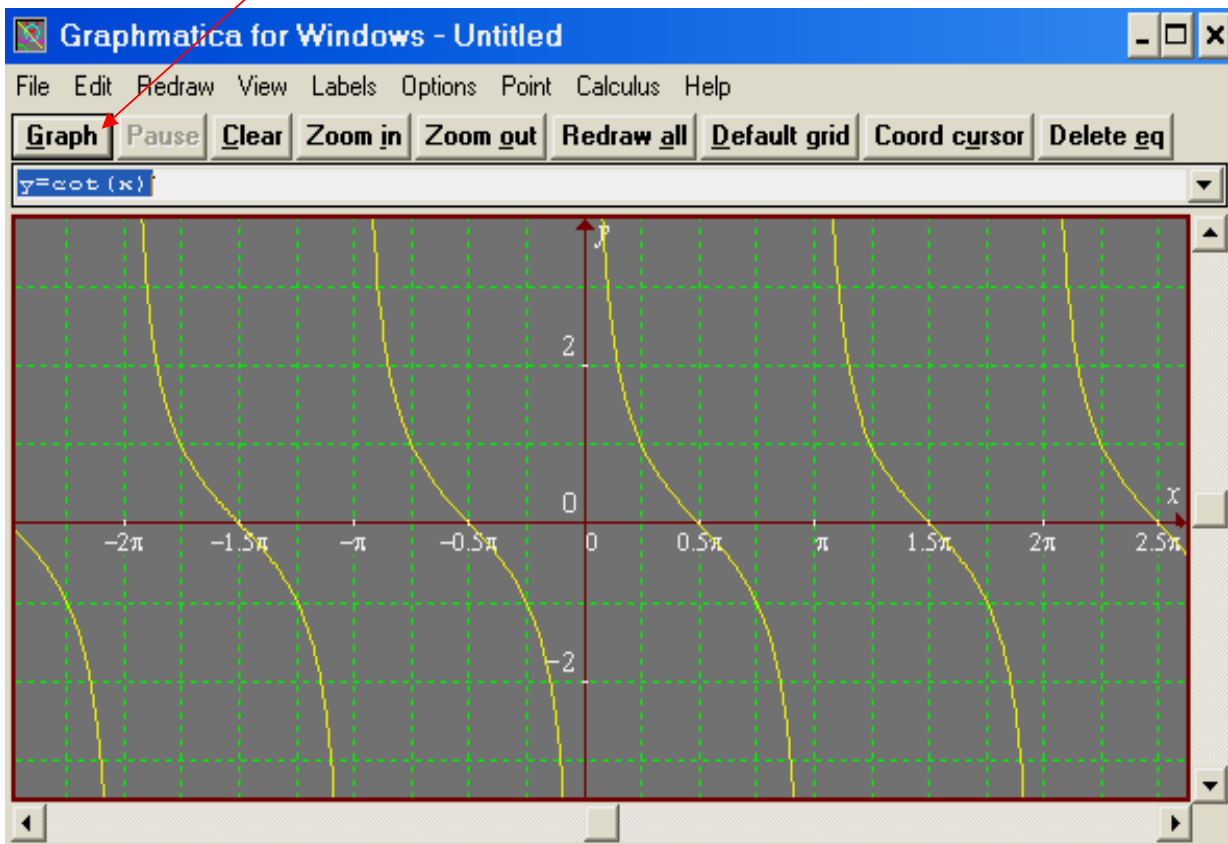 Graphmatica for Windows - Untitled
File Edit Redraw View Labels Options Point Calculus Help
Graph Pause Clear Zoom in Zoom out Redraw all Default grid Coord cursor Delete eq
y=cot(x)
y
2
0
x
-2π -1.5π -π -0.5π 0 0.5π π 1.5π 2π 2.5π
-2